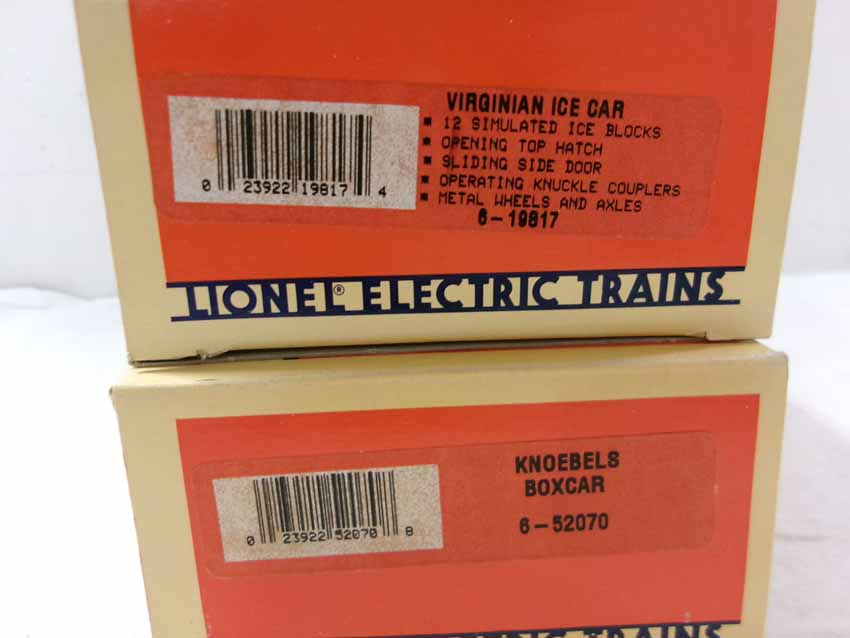 VIRGINIAN ICE CAR
▪ 12 SIMULATED ICE BLOCKS
▪ OPENING TOP HATCH
▪ SLIDING SIDE DOOR
▪ OPERATING KNUCKLE COUPLERS
▪ METAL WHEELS AND AXLES
6-19817
0 23922 19817 4
LIONEL® ELECTRIC TRAINS
KNOEBELS
BOXCAR
6-52070
0 23922 52070 8
TRAINS